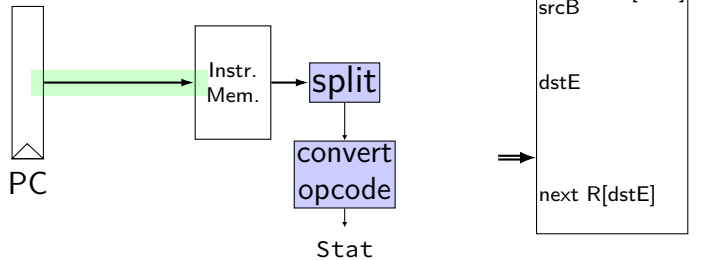 srcB
Instr.
Mem.
split
dstE
convert
opcode
PC
next R[dstE]
Stat